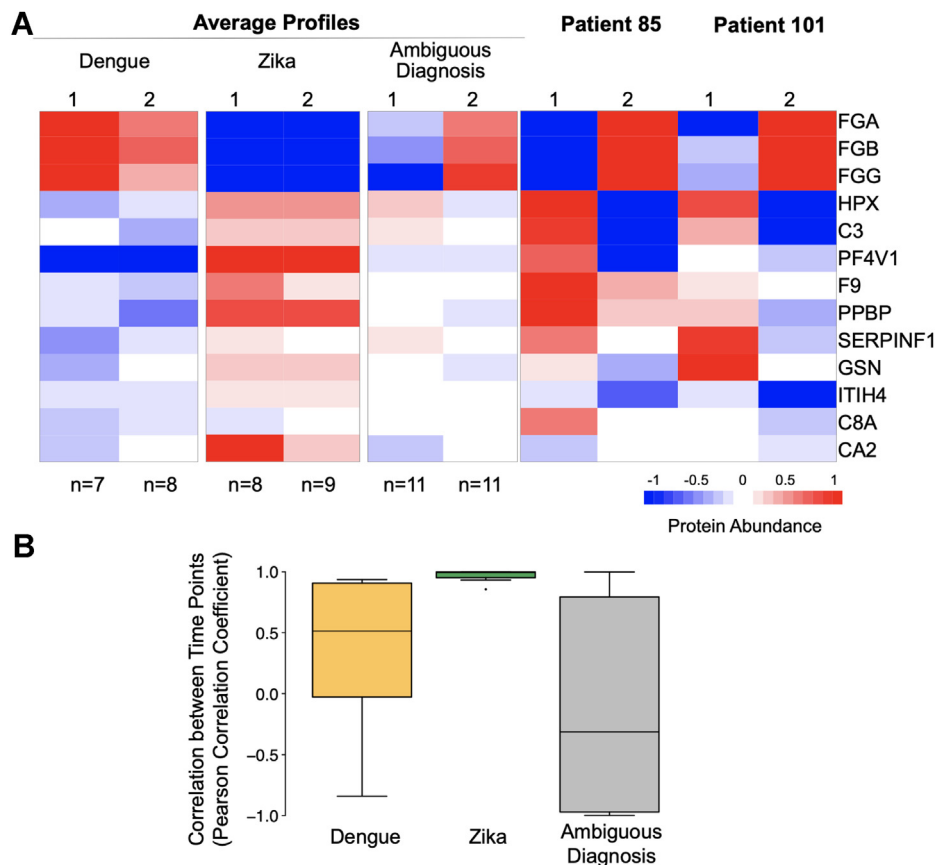 A
Average Profiles
Patient 85
Patient 101
Dengue
Zika
Ambiguous
Diagnosis
1 2 1 2 1 2 1 2 1 2
FGA
FGB
FGG
HPX
C3
PF4V1
F9
PPBP
SERPINF1
GSN
ITIH4
C8A
CA2
n=7 n=8 n=8 n=9 n=11 n=11
-1 -0.5 0 0.5 1
Protein Abundance
B
Correlation between Time Points
(Pearson Correlation Coefficient)
1.0
0.5
0.0
−0.5
−1.0
Dengue
Zika
Ambiguous
Diagnosis